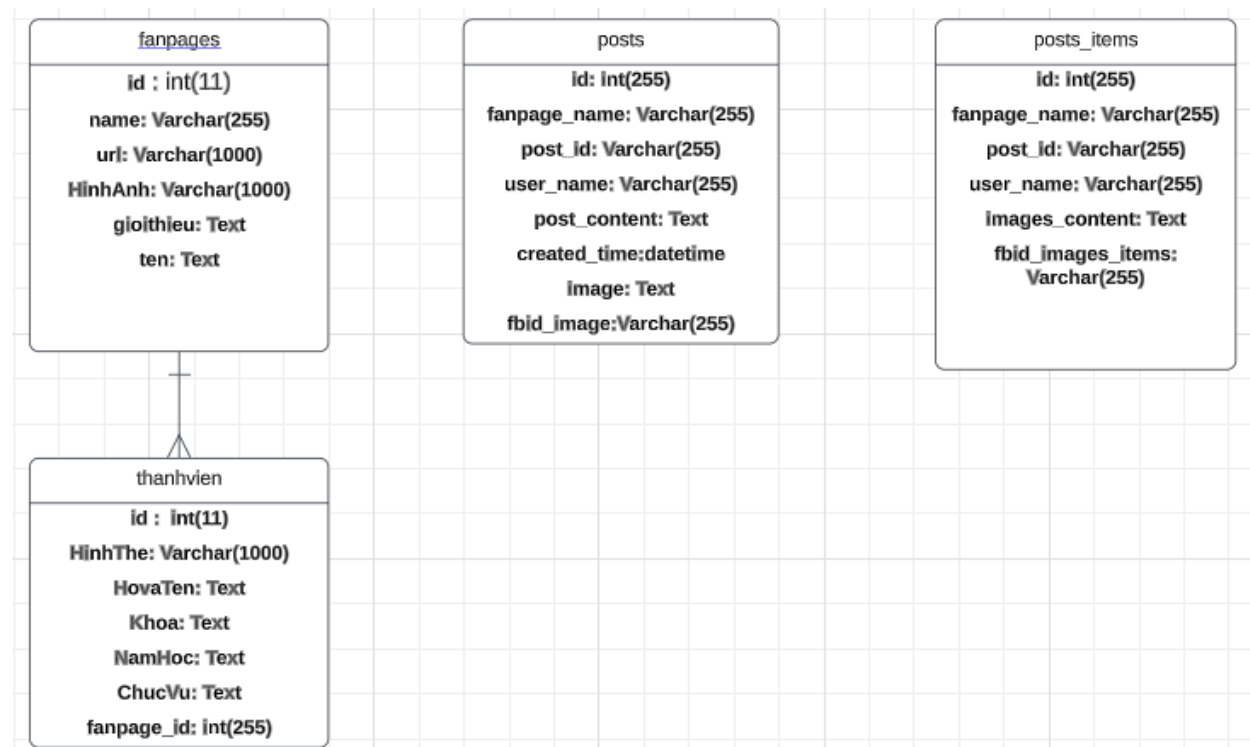 fanpages
id : int(11)
name: Varchar(255)
url: Varchar(1000)
HinhAnh: Varchar(1000)
gioithieu: Text
ten: Text
posts
id: int(255)
fanpage_name: Varchar(255)
post_id: Varchar(255)
user_name: Varchar(255)
post_content: Text
created_time:datetime
image: Text
fbid_image:Varchar(255)
posts_items
id: int(255)
fanpage_name: Varchar(255)
post_id: Varchar(255)
user_name: Varchar(255)
images_content: Text
fbid_images_items:
Varchar(255)
thanhvien
id : int(11)
HinhThe: Varchar(1000)
HovaTen: Text
Khoa: Text
NamHoc: Text
ChucVu: Text
fanpage_id: int(255)